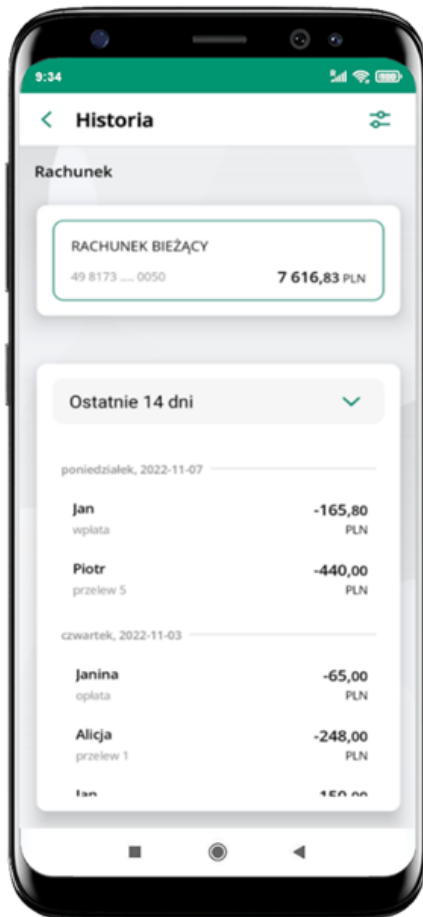 9:34
Historia
Rachunek
RACHUNEK BIEŻĄCY
49 8173 .... 0050 7 616,83 PLN
Ostatnie 14 dni
poniedziałek, 2022-11-07
Jan -165,80
wpłata PLN
Piotr -440,00
przelew 5 PLN
czwartek, 2022-11-03
Janina -65,00
opłata PLN
Alicja -248,00
przelew 1 PLN